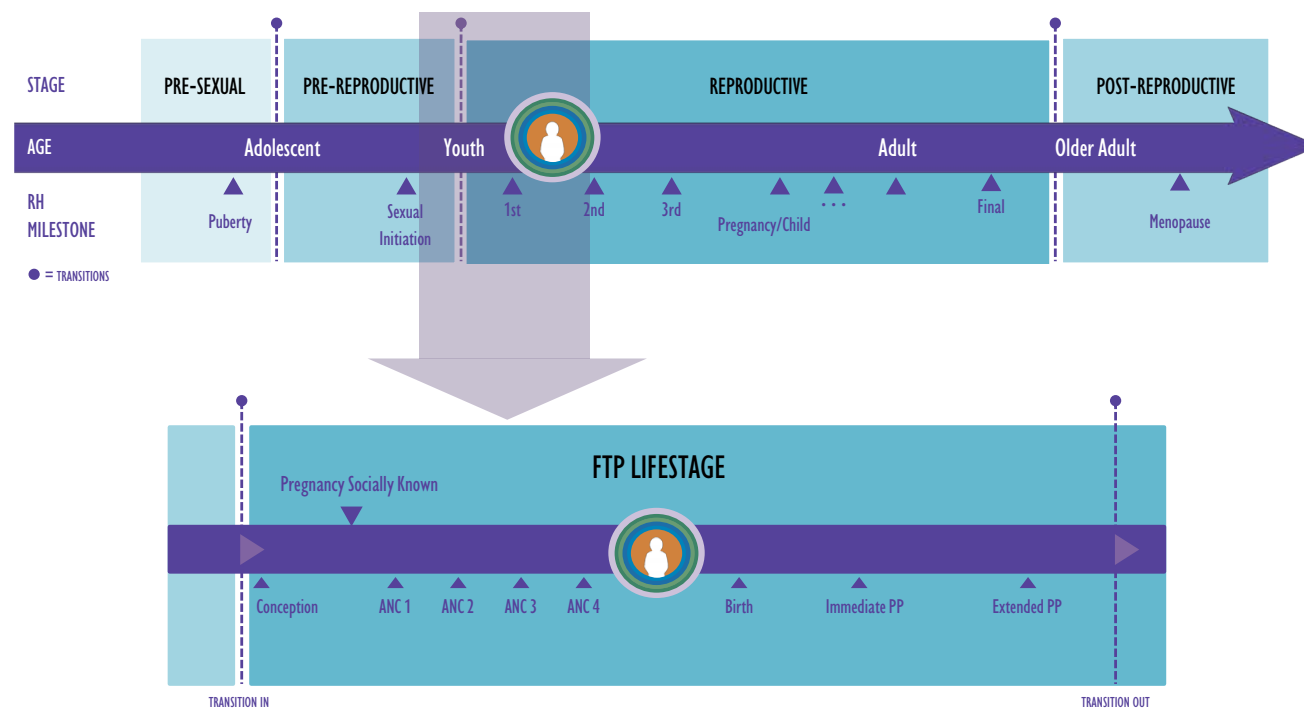 STAGE
PRE-SEXUAL
PRE-REPRODUCTIVE
REPRODUCTIVE
POST-REPRODUCTIVE
AGE
Adolescent
Youth
Adult
Older Adult
RH
MILESTONE
Puberty
Sexual
Initiation
1st
2nd
3rd
Pregnancy/Child
...
Final
Menopause
= TRANSITIONS
FTP LIFESTAGE
Pregnancy Socially Known
Conception
ANC 1
ANC 2
ANC 3
ANC 4
Birth
Immediate PP
Extended PP
TRANSITION IN
TRANSITION OUT